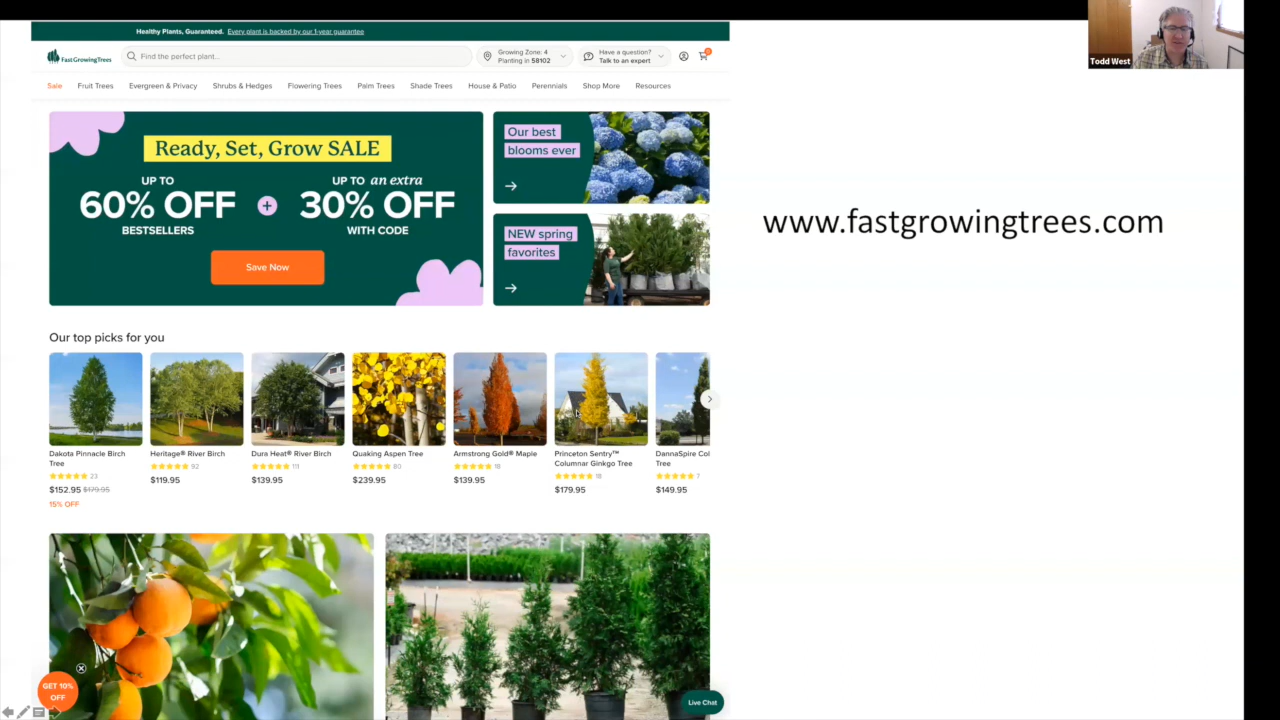 Healthy Plants, Guaranteed. Every plant is backed by our 1-year guarantee
FastGrowingTrees
Find the perfect plant...
Growing Zone: 4
Planting in 58102
Have a question?
Talk to an expert
0
Sale Fruit Trees Evergreen & Privacy Shrubs & Hedges Flowering Trees Palm Trees Shade Trees House & Patio Perennials Shop More Resources
Ready, Set, Grow SALE
UP TO
60% OFF
BESTSELLERS
+
UP TO an extra
30% OFF
WITH CODE
Save Now
Our best
blooms ever
NEW spring
favorites
Our top picks for you
Dakota Pinnacle Birch
Tree
23
$152.95 $179.95
15% OFF
Heritage® River Birch
92
$119.95
Dura Heat® River Birch
111
$139.95
Quaking Aspen Tree
80
$239.95
Armstrong Gold® Maple
18
$139.95
Princeton Sentry™
Columnar Ginkgo Tree
18
$179.95
DannaSpire Col
Tree
7
$149.95
GET 10%
OFF
Live Chat
www.fastgrowingtrees.com
Todd West